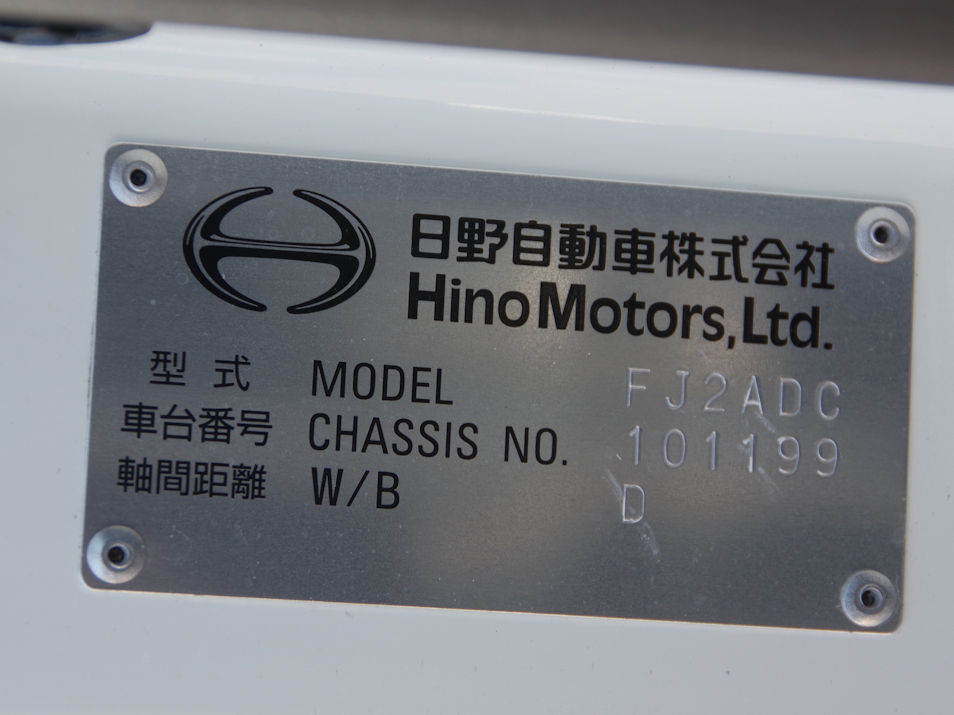 日野自動車株式会社
Hino Motors, Ltd.
型式 MODEL FJ2ADC
車台番号 CHASSIS NO. 101199
軸間距離 W/B D